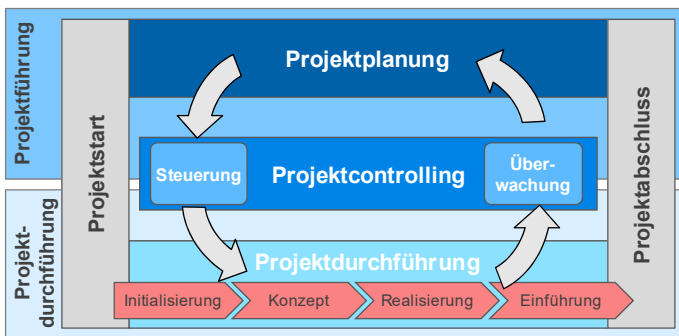 Projektführung
Projekt-
durchführung
Projektstart
Projektplanung
Steuerung
Projektcontrolling
Über-
wachung
Projektdurchführung
Initialisierung
Konzept
Realisierung
Einführung
Projektabschluss